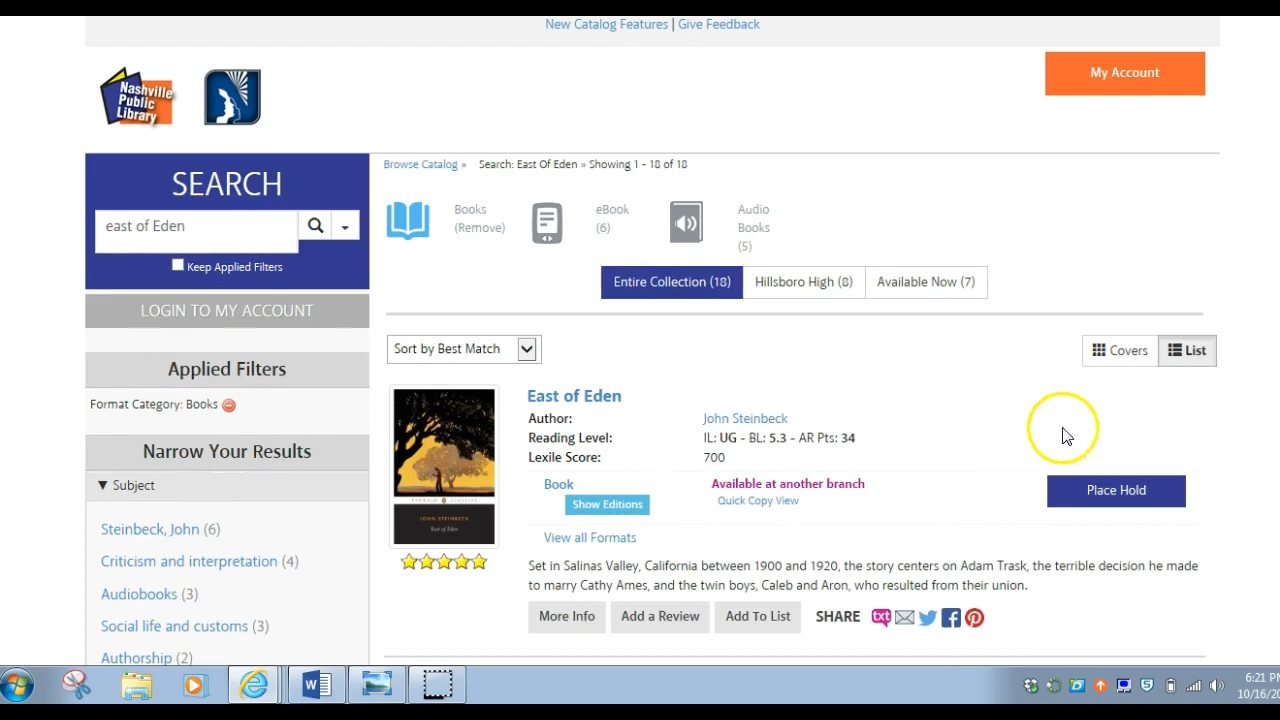 New Catalog Features | Give Feedback
Nashville
Public
Library
My Account
SEARCH
east of Eden
Keep Applied Filters
LOGIN TO MY ACCOUNT
Applied Filters
Format Category: Books
Narrow Your Results
▼ Subject
Steinbeck, John (6)
Criticism and interpretation (4)
Audiobooks (3)
Social life and customs (3)
Authorship (2)
Browse Catalog » Search: East Of Eden » Showing 1 - 18 of 18
Books
(Remove)
eBook
(6)
Audio
Books
(5)
Entire Collection (18) Hillsboro High (8) Available Now (7)
Sort by Best Match
Covers List
JOHN STEINBECK
East of Eden
East of Eden
Author: John Steinbeck
Reading Level: IL: UG - BL: 5.3 - AR Pts: 34
Lexile Score: 700
Book Available at another branch Place Hold
Show Editions Quick Copy View
View all Formats
Set in Salinas Valley, California between 1900 and 1920, the story centers on Adam Trask, the terrible decision he made
to marry Cathy Ames, and the twin boys, Caleb and Aron, who resulted from their union.
More Info Add a Review Add To List SHARE txt
6:21 PM